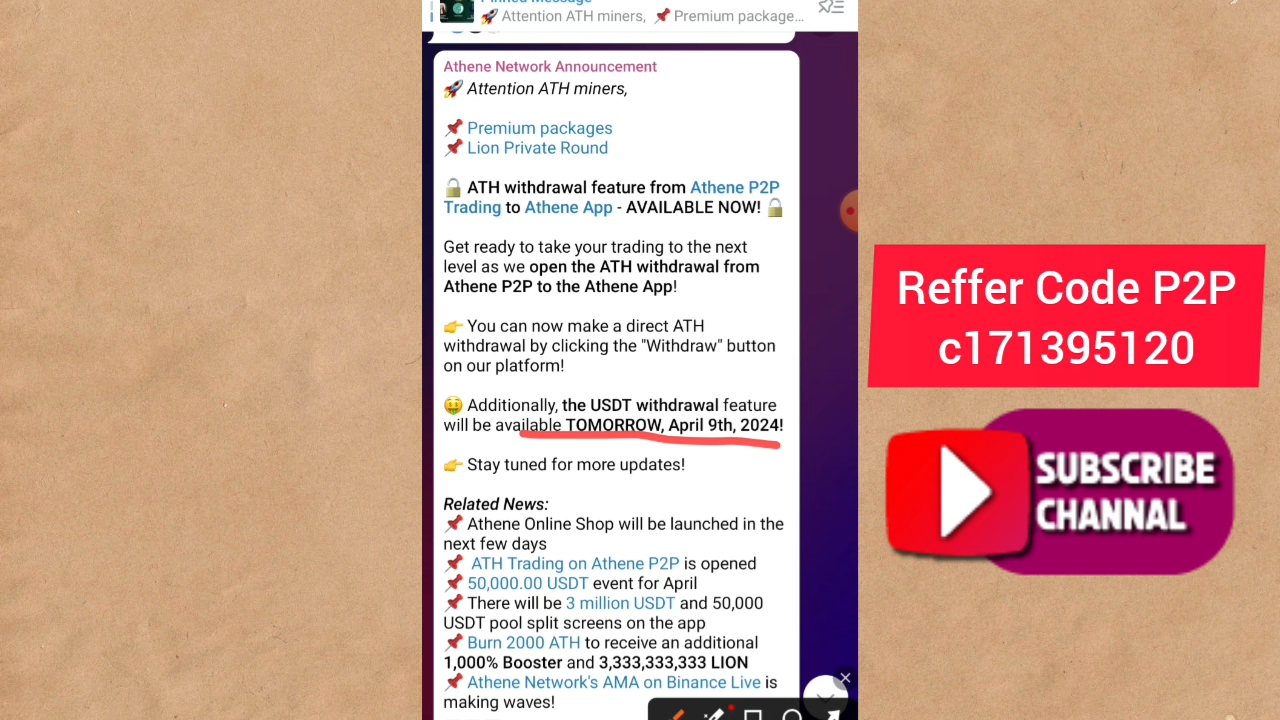 Pinned Message
🚀 Attention ATH miners, 📌 Premium package...
Athene Network Announcement
🚀 Attention ATH miners,
📌 Premium packages
📌 Lion Private Round
🔓 ATH withdrawal feature from Athene P2P
Trading to Athene App - AVAILABLE NOW! 🔓
Get ready to take your trading to the next
level as we open the ATH withdrawal from
Athene P2P to the Athene App!
👉 You can now make a direct ATH
withdrawal by clicking the "Withdraw" button
on our platform!
🤑 Additionally, the USDT withdrawal feature
will be available TOMORROW, April 9th, 2024!
👉 Stay tuned for more updates!
Related News:
📌 Athene Online Shop will be launched in the
next few days
📌 ATH Trading on Athene P2P is opened
📌 50,000.00 USDT event for April
📌 There will be 3 million USDT and 50,000
USDT pool split screens on the app
📌 Burn 2000 ATH to receive an additional
1,000% Booster and 3,333,333,333 LION
📌 Athene Network's AMA on Binance Live is
making waves!
Reffer Code P2P
c171395120
SUBSCRIBE
CHANNAL